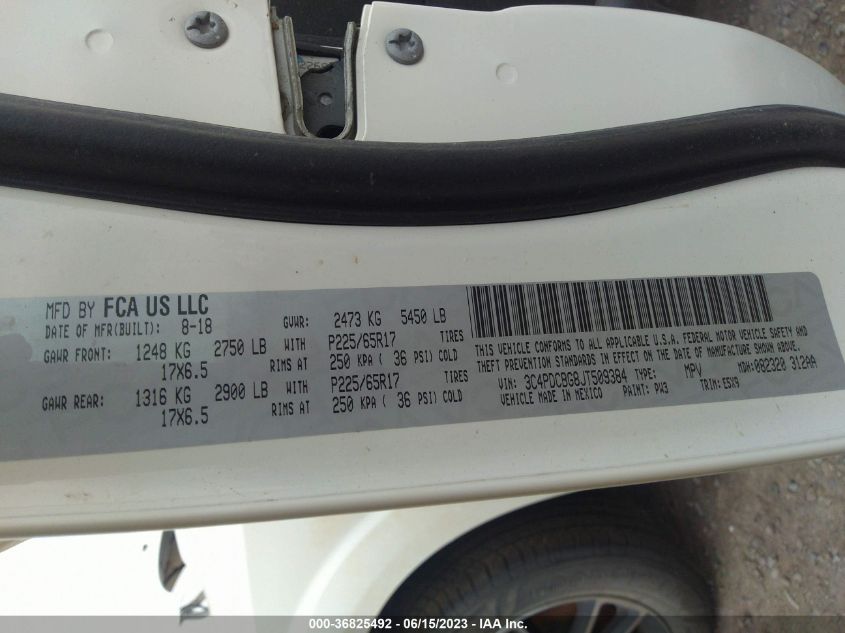 MFD BY FCA US LLC
DATE OF MFR(BUILT): 8-18
GVWR: 2473 KG 5450 LB
GAWR FRONT: 1248 KG 2750 LB WITH P225/65R17 TIRES
17X6.5 RIMS AT 250 KPA ( 36 PSI) COLD
GAWR REAR: 1316 KG 2900 LB WITH P225/65R17 TIRES
17X6.5 RIMS AT 250 KPA ( 36 PSI) COLD
THIS VEHICLE CONFORMS TO ALL APPLICABLE U.S.A. FEDERAL MOTOR VEHICLE SAFETY AND
THEFT PREVENTION STANDARDS IN EFFECT ON THE DATE OF MANUFACTURE SHOWN ABOVE.
VIN: 3C4PDCBG8JT509384 TYPE: MPV MDH: 082320 312AA
VEHICLE MADE IN MEXICO PAINT: PW3 TRIM: E5X9
000-36825492 - 06/15/2023 - IAA Inc.